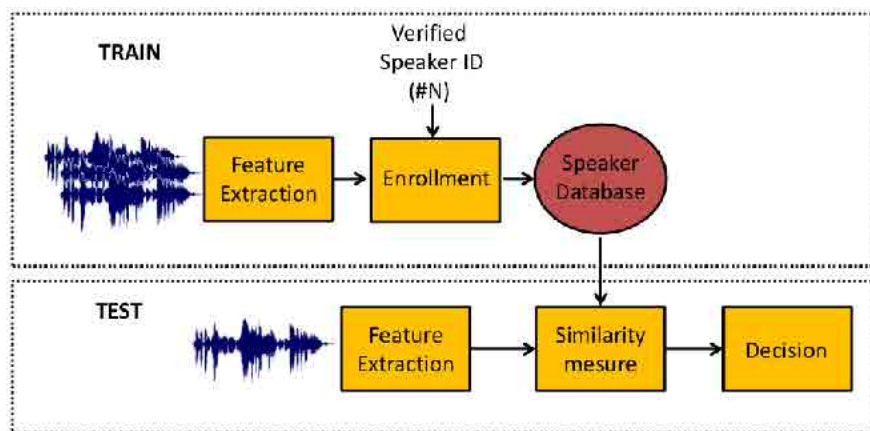 TRAIN
Verified
Speaker ID
(#N)
Feature
Extraction
Enrollment
Speaker
Database
TEST
Feature
Extraction
Similarity
mesure
Decision